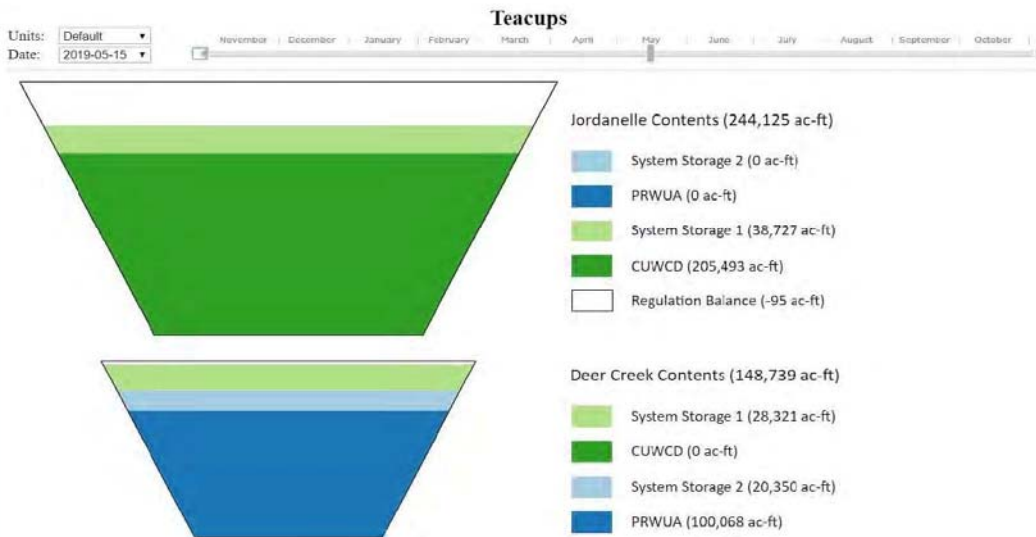 Teacups
Units: Default
Date: 2019-05-15
November December January February March April May June July August September October
Jordanelle Contents (244,125 ac-ft)
System Storage 2 (0 ac-ft)
PRWUA (0 ac-ft)
System Storage 1 (38,727 ac-ft)
CUWCD (205,493 ac-ft)
Regulation Balance (-95 ac-ft)
Deer Creek Contents (148,739 ac-ft)
System Storage 1 (28,321 ac-ft)
CUWCD (0 ac-ft)
System Storage 2 (20,350 ac-ft)
PRWUA (100,068 ac-ft)